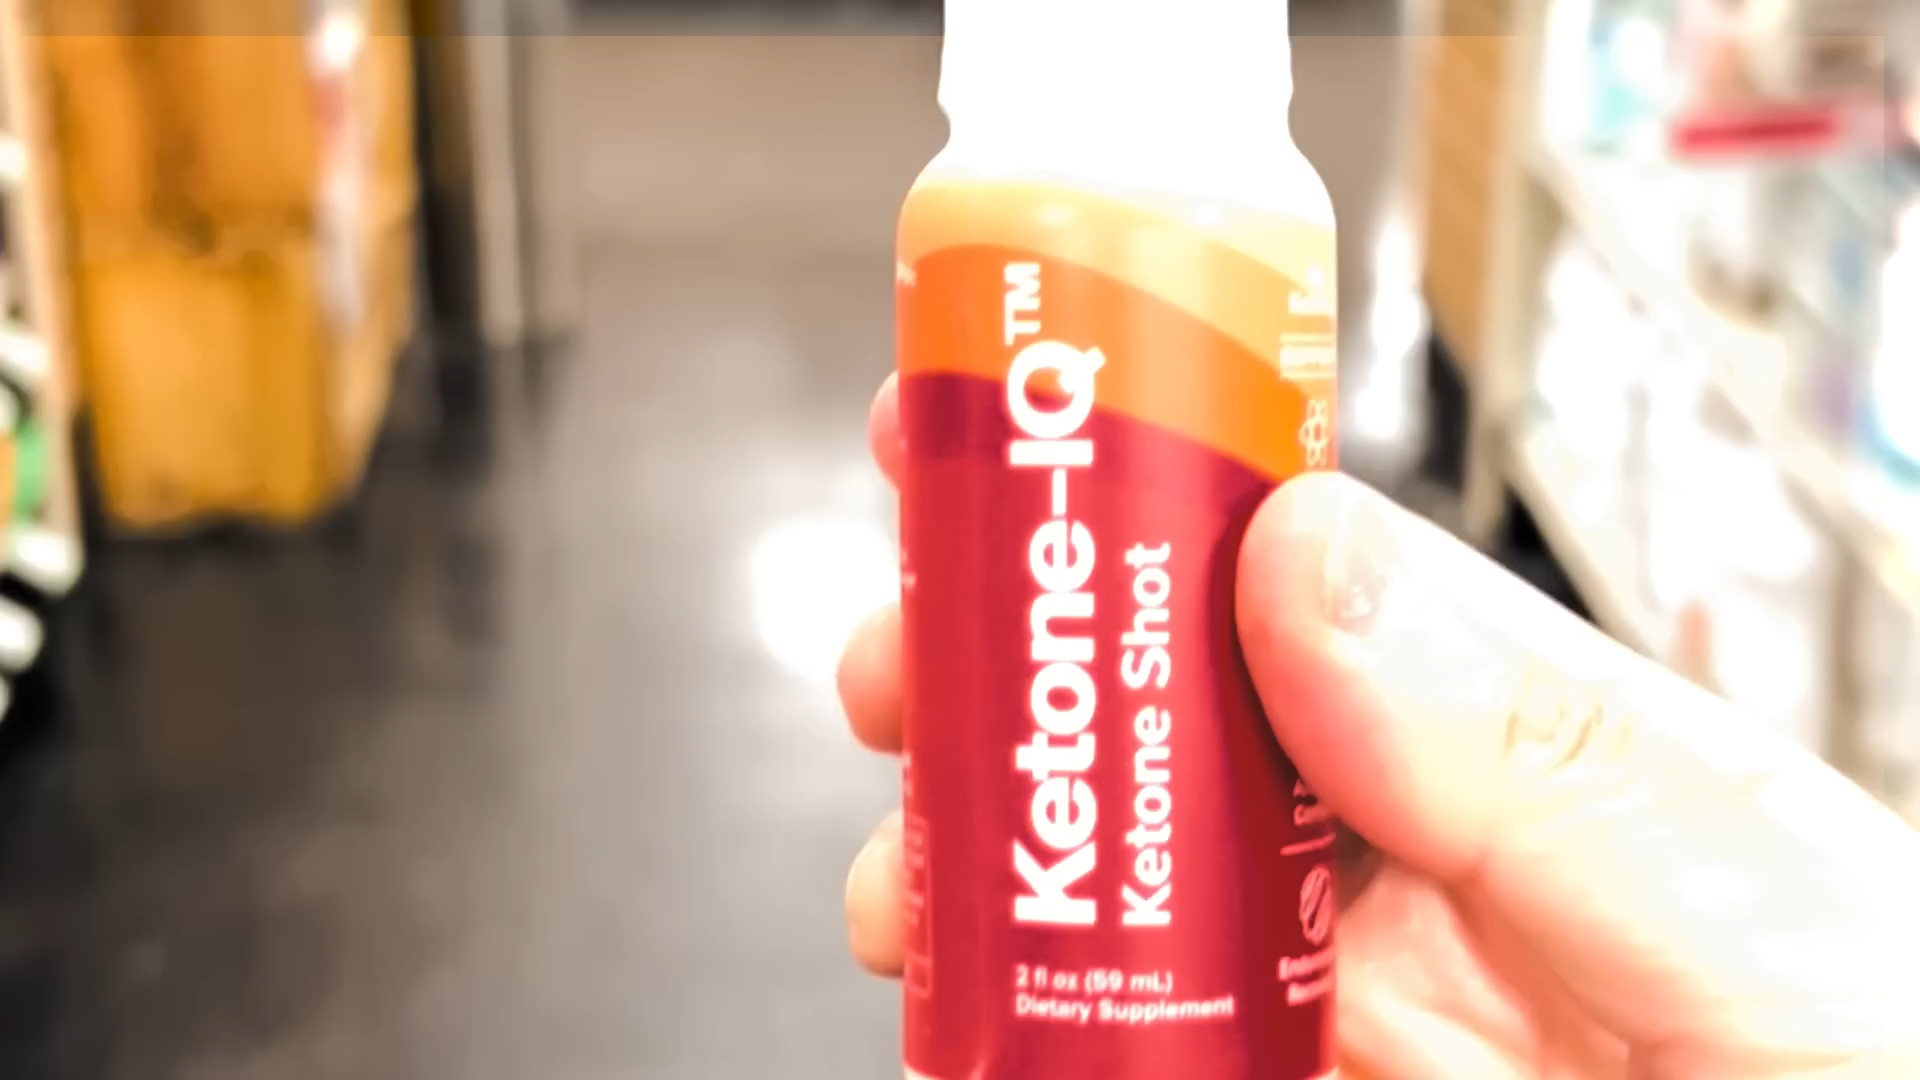 Ketone-IQ™
Ketone Shot
2 fl oz (59 mL)
Dietary Supplement